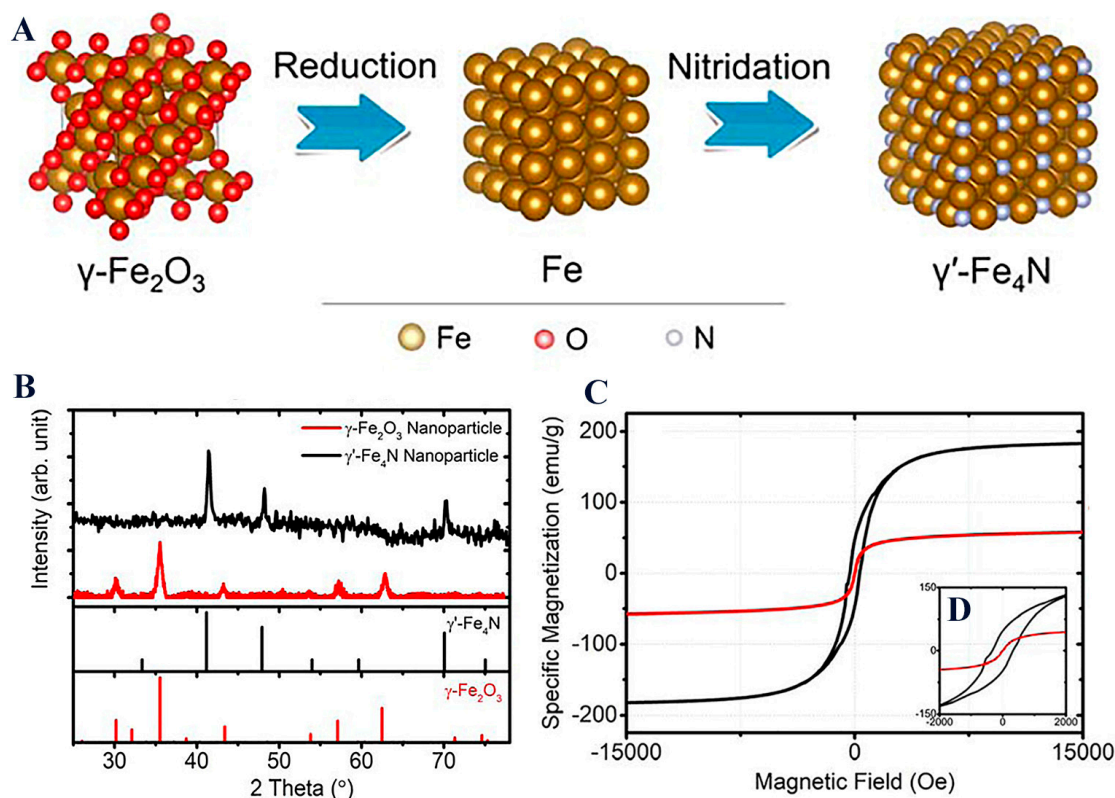 A
Reduction
Nitridation
γ-Fe₂O₃
Fe
γ′-Fe₄N
Fe
O
N
B
Intensity (arb. unit)
γ-Fe₂O₃ Nanoparticle
γ′-Fe₄N Nanoparticle
γ′-Fe₄N
γ-Fe₂O₃
30 40 50 60 70
2 Theta (°)
C
Specific Magnetization (emu/g)
200
100
0
-100
-200
-15000 0 15000
Magnetic Field (Oe)
D
150
0
-150
-2000 0 2000